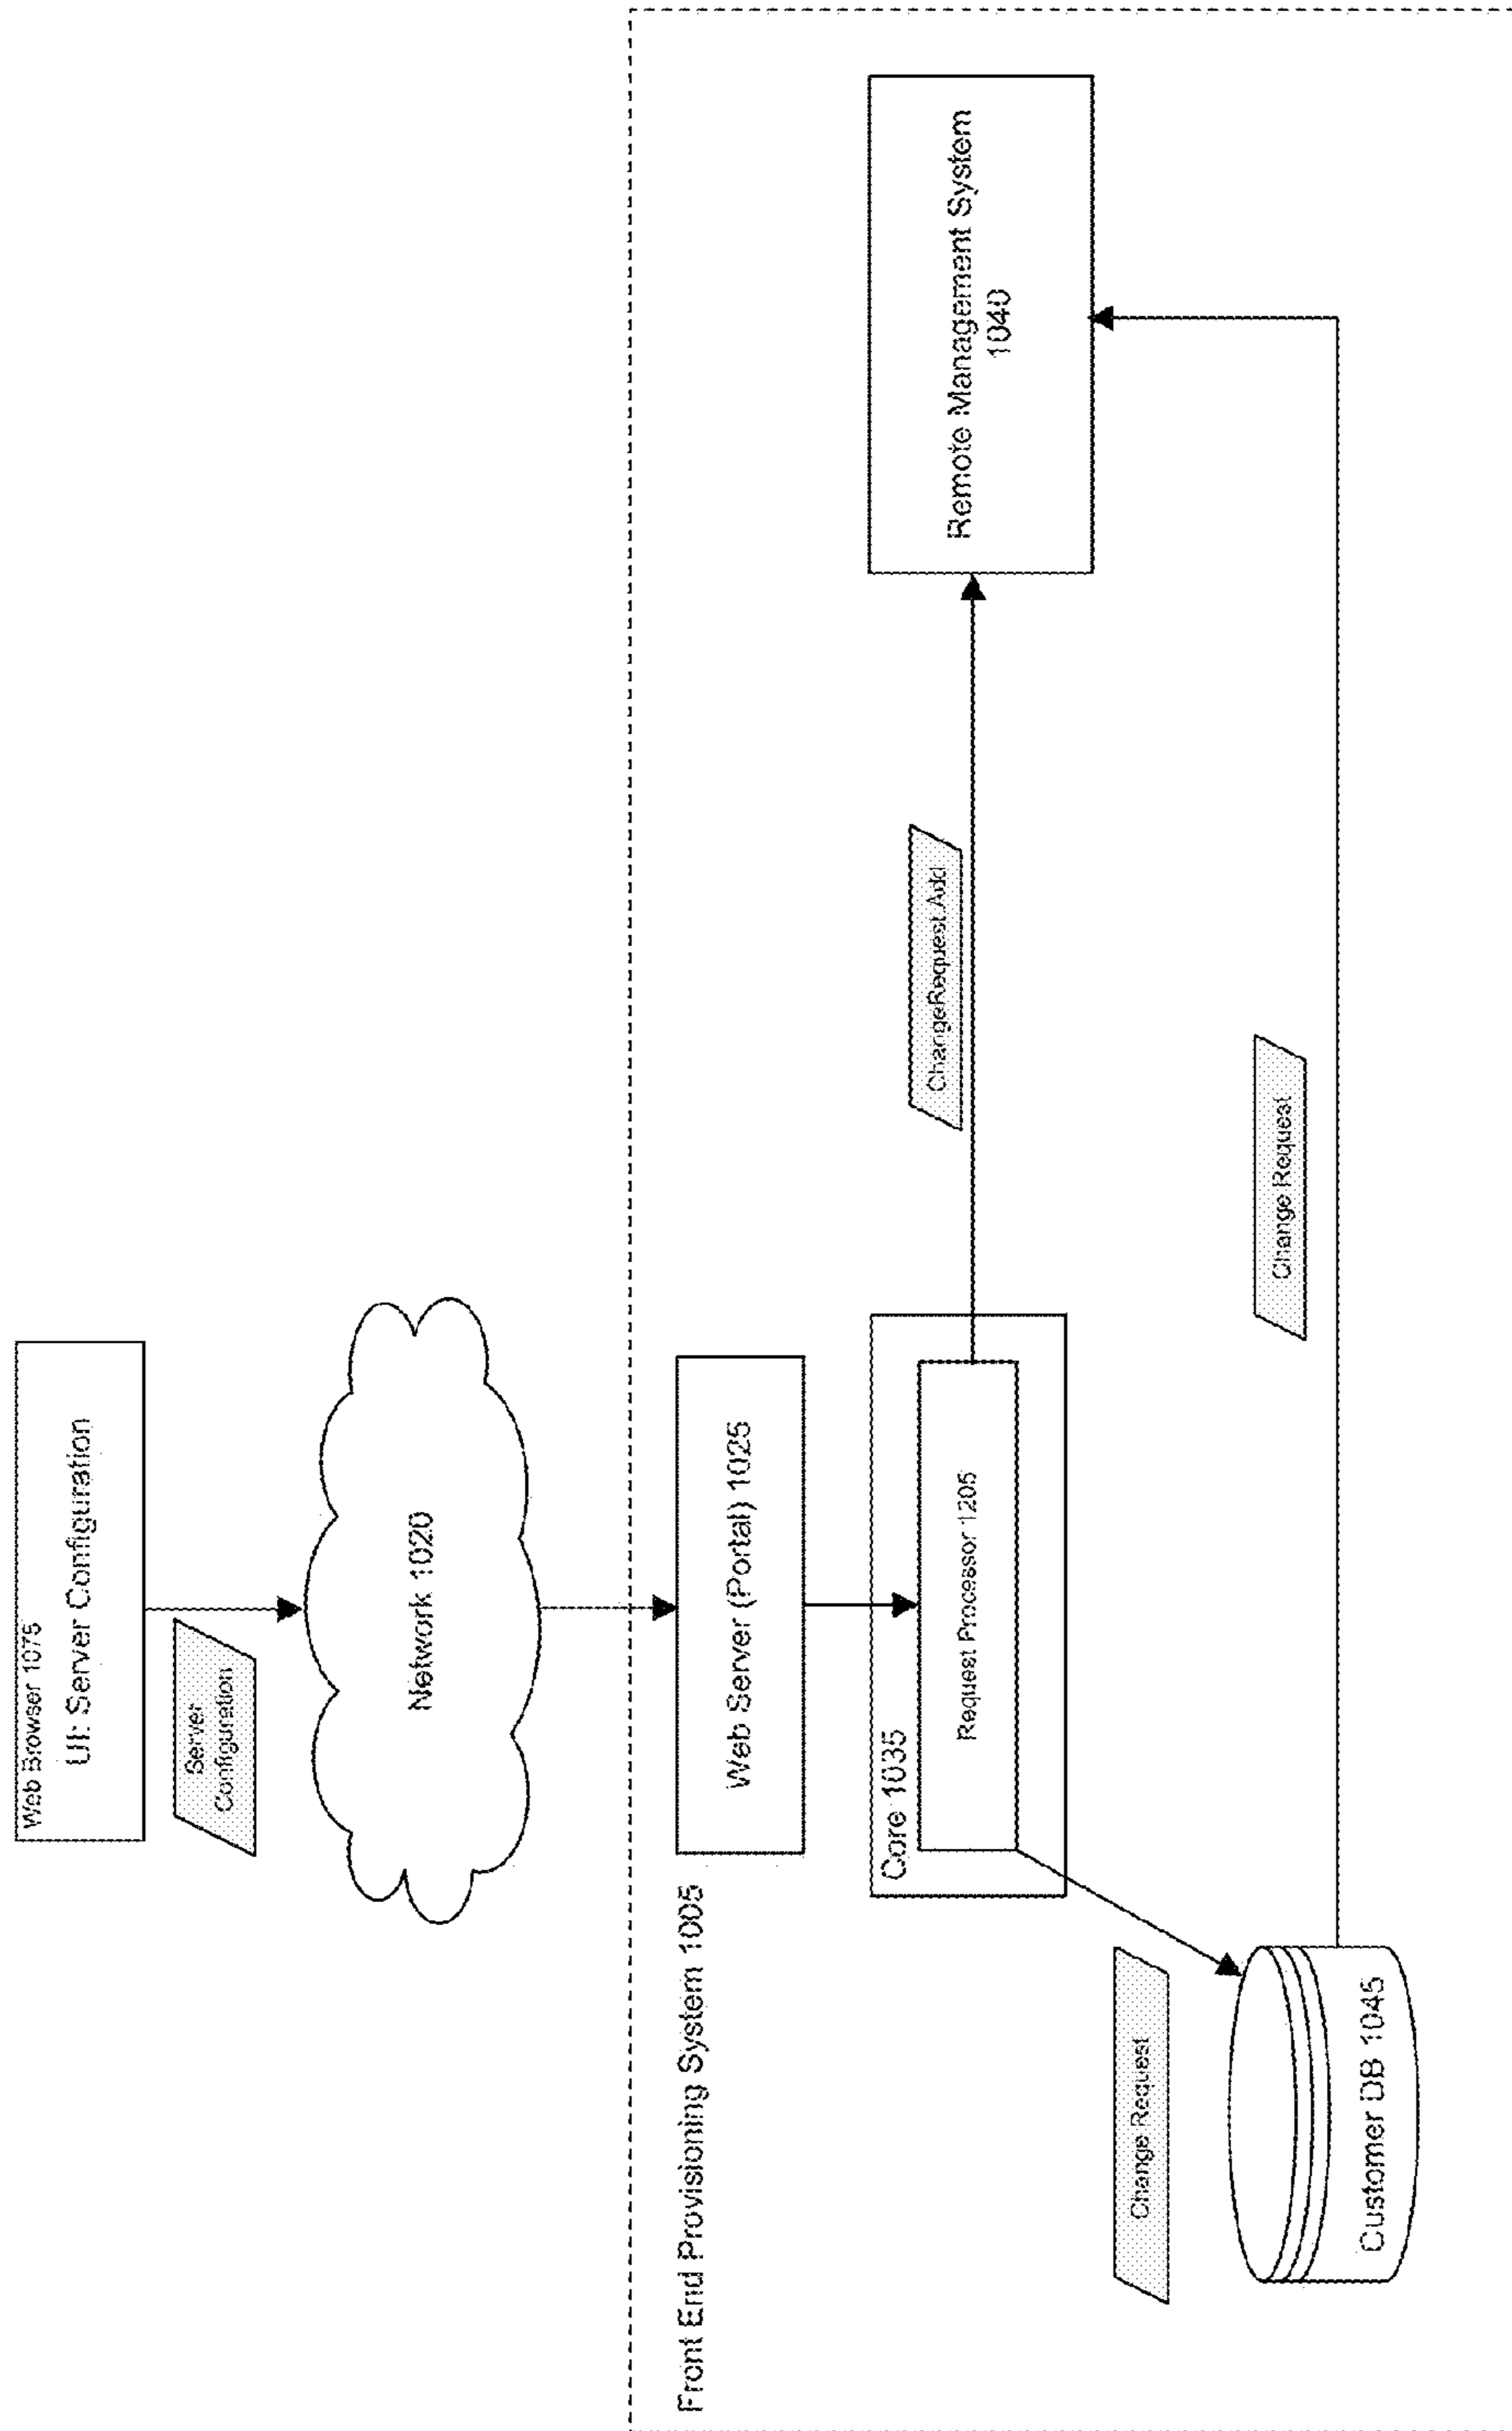 Web Browser 1075
UI: Server Configuration
Server
Configuration
Network 1020
Front End Provisioning System 1005
Web Server (Portal) 1025
Core 1035
Request Processor 1205
ChangeRequest.Add
Remote Management System
1040
Change Request
Change Request
Customer DB 1045